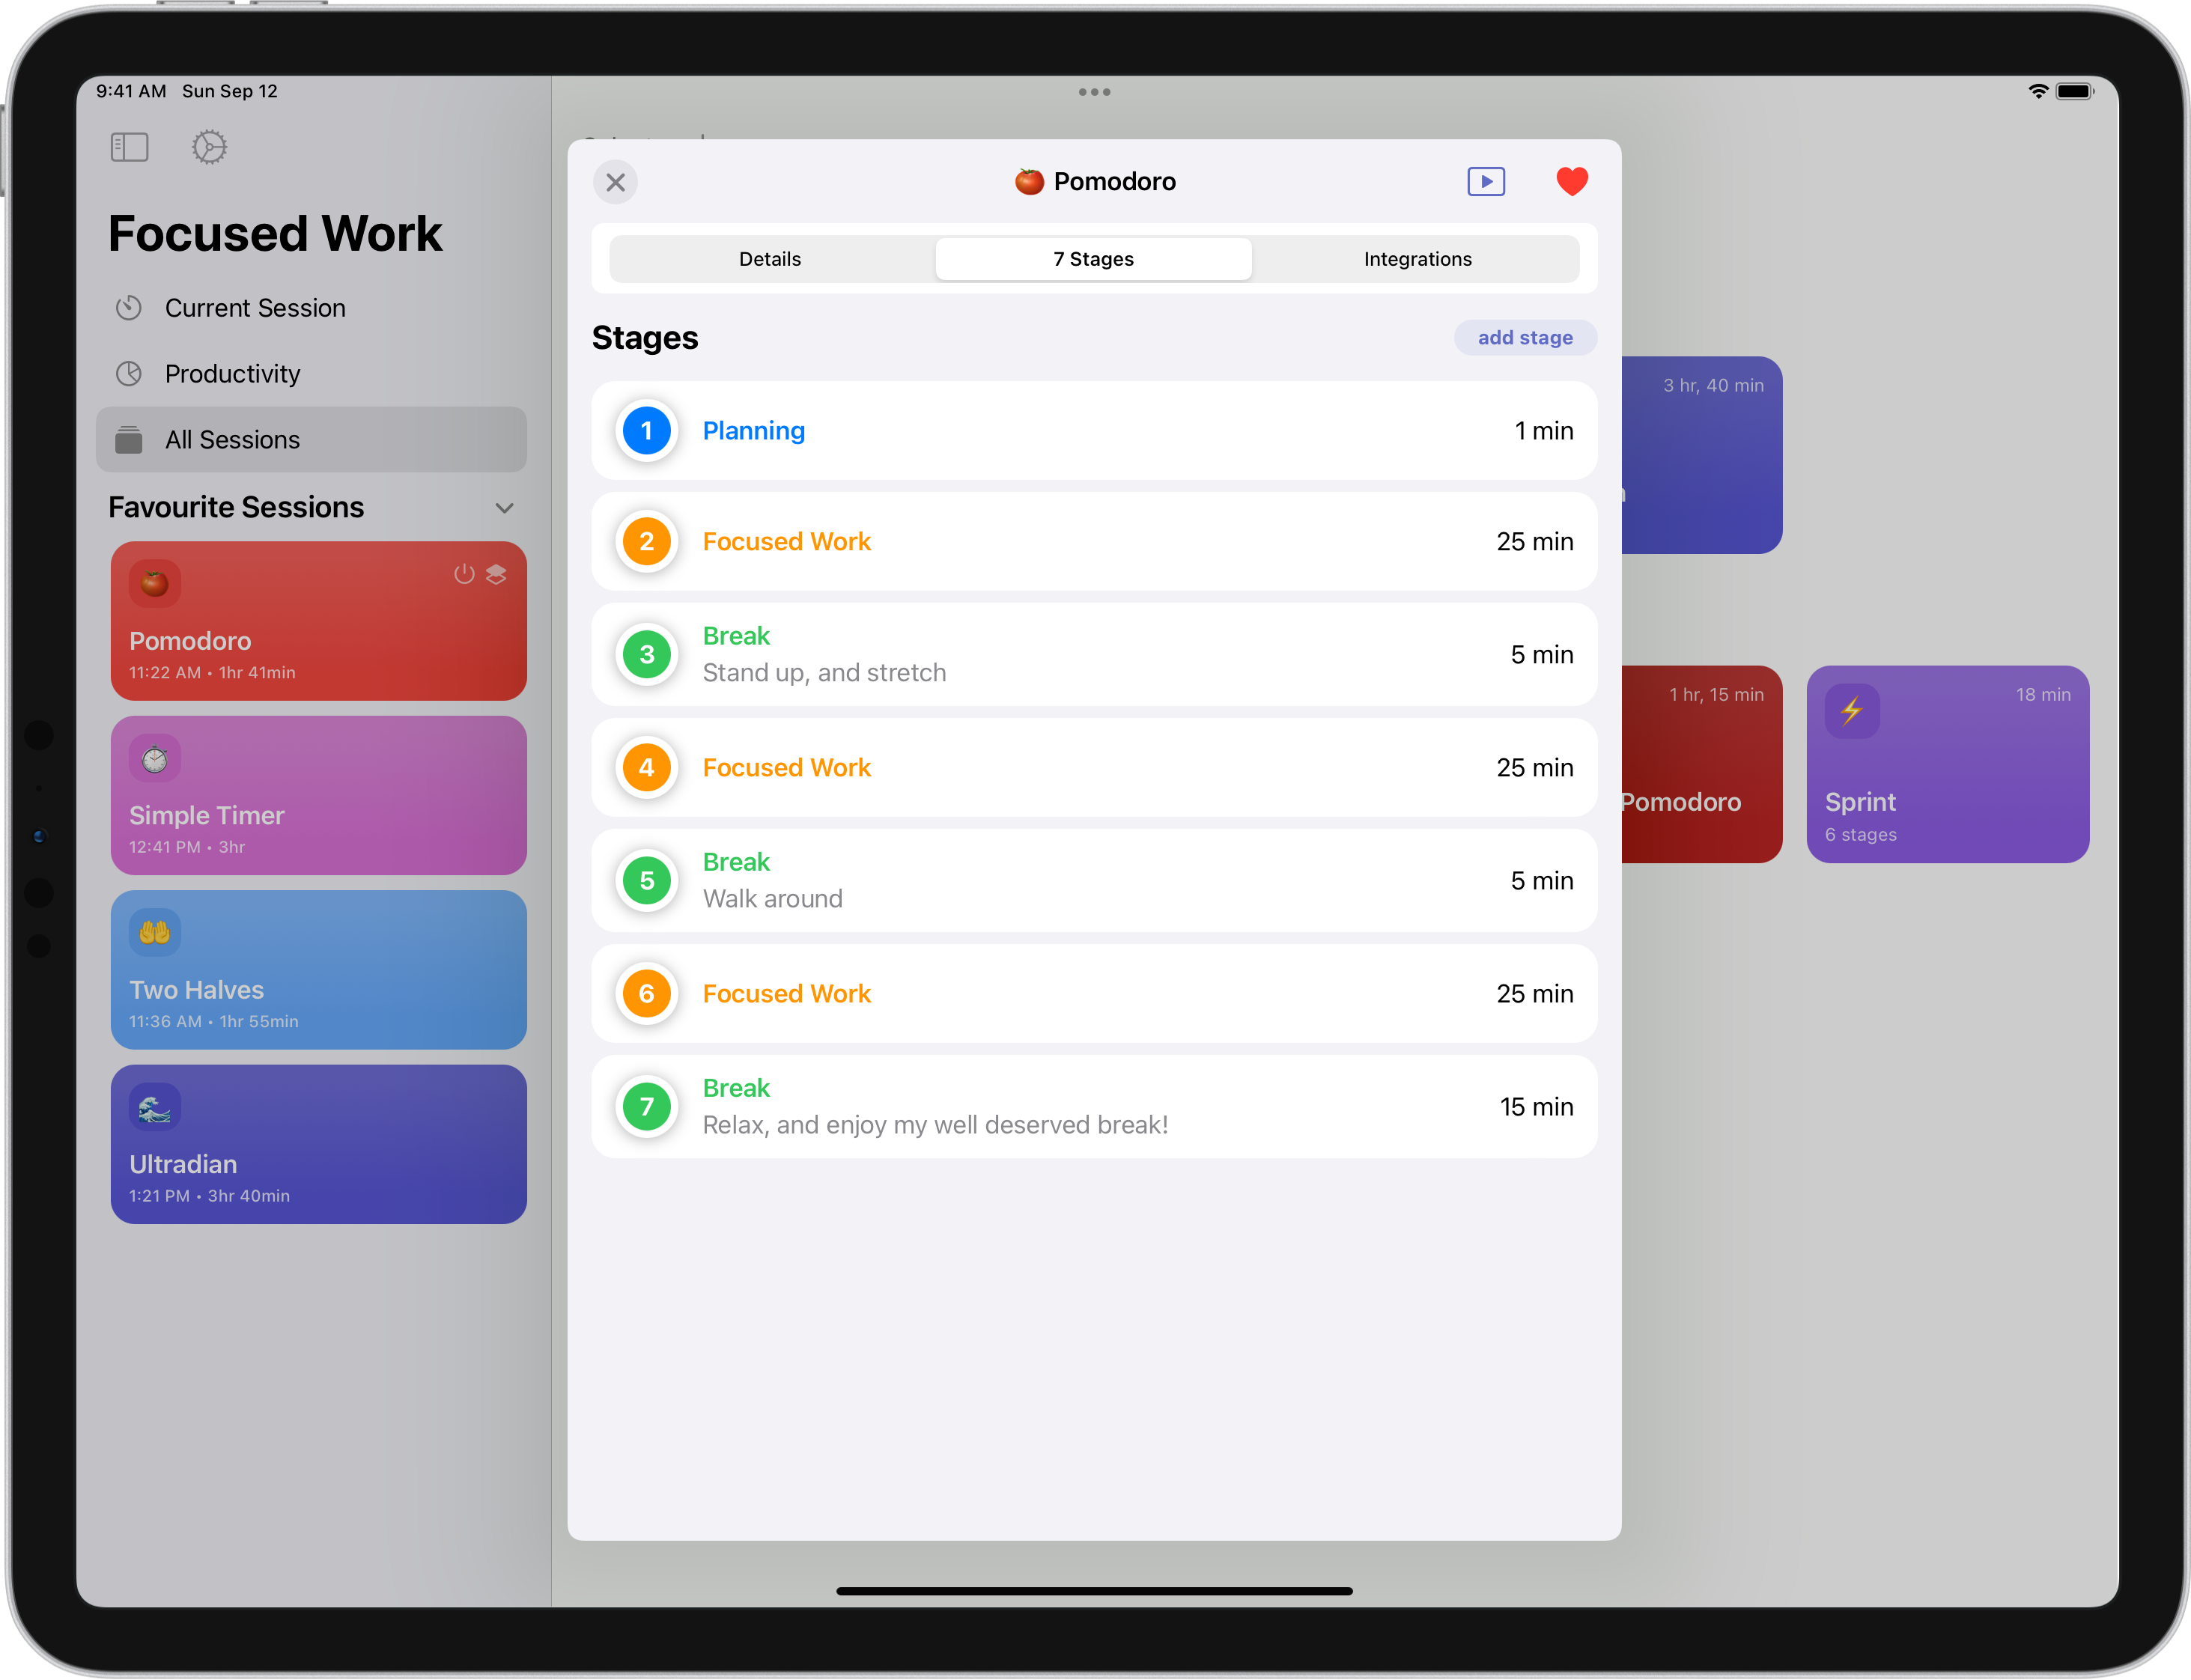 9:41 AM Sun Sep 12
Focused Work
Current Session
Productivity
All Sessions
Favourite Sessions
Pomodoro
11:22 AM • 1hr 41min
Simple Timer
12:41 PM • 3hr
Two Halves
11:36 AM • 1hr 55min
Ultradian
1:21 PM • 3hr 40min
🍅 Pomodoro
Details
7 Stages
Integrations
Stages
add stage
1 Planning 1 min
2 Focused Work 25 min
3 Break 5 min
Stand up, and stretch
4 Focused Work 25 min
5 Break 5 min
Walk around
6 Focused Work 25 min
7 Break 15 min
Relax, and enjoy my well deserved break!
3 hr, 40 min
1 hr, 15 min
Pomodoro
18 min
Sprint
6 stages